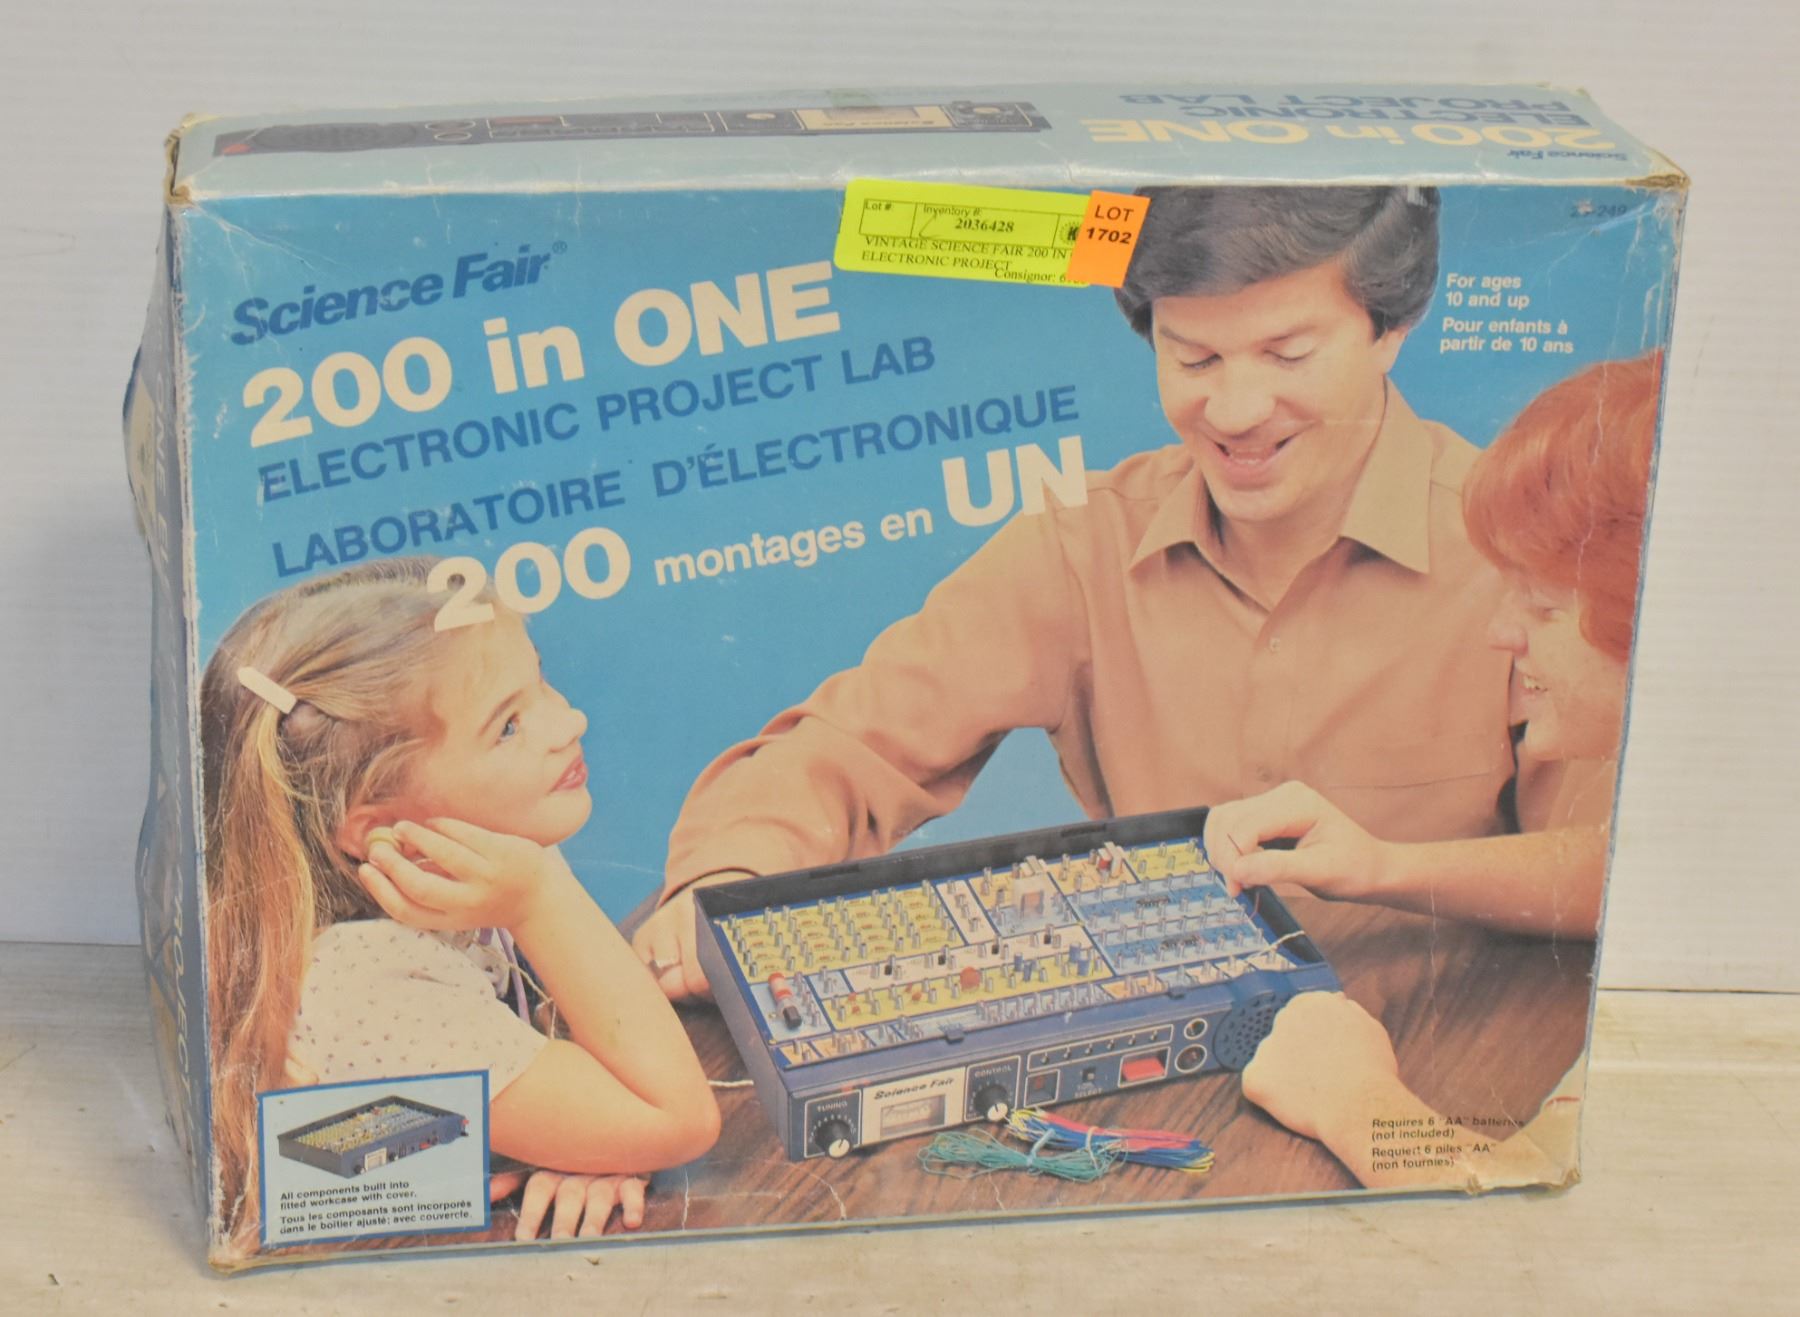 Science Fair
200 in ONE
ELECTRONIC
PROJECT LAB
Science Fair
Lot #:
Inventory #:
2036428
VINTAGE SCIENCE FAIR 200 IN
ELECTRONIC PROJECT
Consignor:
LOT
1702
Science Fair®
200 in ONE
ELECTRONIC PROJECT LAB
LABORATOIRE D'ÉLECTRONIQUE
200 montages en UN
For ages
10 and up
Pour enfants à
partir de 10 ans
TUNING
Science Fair
CONTROL
SELECT
All components built into
fitted workcase with cover.
Tous les composants sont incorporés
dans le boîtier ajusté; avec couvercle.
Requires 6 "AA" batteries
(not included)
Requiert 6 piles "AA"
(non fournies)